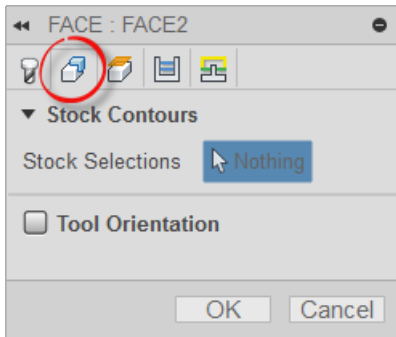 FACE : FACE2
Stock Contours
Stock Selections Nothing
Tool Orientation
OK Cancel